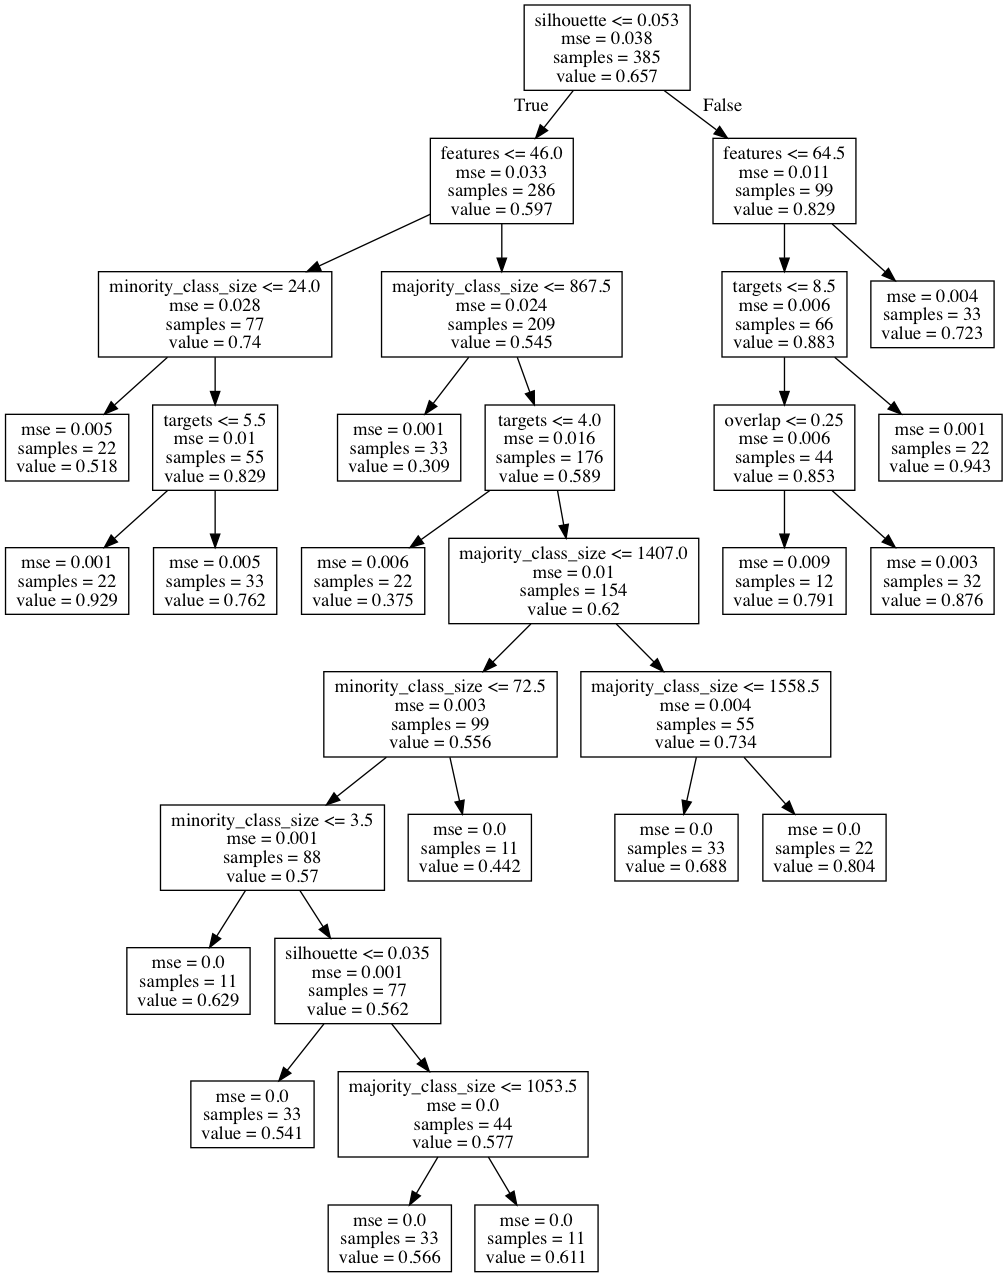 silhouette <= 0.053
mse = 0.038
samples = 385
value = 0.657
True
False
features <= 46.0
mse = 0.033
samples = 286
value = 0.597
features <= 64.5
mse = 0.011
samples = 99
value = 0.829
minority_class_size <= 24.0
mse = 0.028
samples = 77
value = 0.74
majority_class_size <= 867.5
mse = 0.024
samples = 209
value = 0.545
targets <= 8.5
mse = 0.006
samples = 66
value = 0.883
mse = 0.004
samples = 33
value = 0.723
mse = 0.005
samples = 22
value = 0.518
targets <= 5.5
mse = 0.01
samples = 55
value = 0.829
mse = 0.001
samples = 33
value = 0.309
targets <= 4.0
mse = 0.016
samples = 176
value = 0.589
overlap <= 0.25
mse = 0.006
samples = 44
value = 0.853
mse = 0.001
samples = 22
value = 0.943
mse = 0.001
samples = 22
value = 0.929
mse = 0.005
samples = 33
value = 0.762
mse = 0.006
samples = 22
value = 0.375
majority_class_size <= 1407.0
mse = 0.01
samples = 154
value = 0.62
mse = 0.009
samples = 12
value = 0.791
mse = 0.003
samples = 32
value = 0.876
minority_class_size <= 72.5
mse = 0.003
samples = 99
value = 0.556
majority_class_size <= 1558.5
mse = 0.004
samples = 55
value = 0.734
minority_class_size <= 3.5
mse = 0.001
samples = 88
value = 0.57
mse = 0.0
samples = 11
value = 0.442
mse = 0.0
samples = 33
value = 0.688
mse = 0.0
samples = 22
value = 0.804
mse = 0.0
samples = 11
value = 0.629
silhouette <= 0.035
mse = 0.001
samples = 77
value = 0.562
mse = 0.0
samples = 33
value = 0.541
majority_class_size <= 1053.5
mse = 0.0
samples = 44
value = 0.577
mse = 0.0
samples = 33
value = 0.566
mse = 0.0
samples = 11
value = 0.611